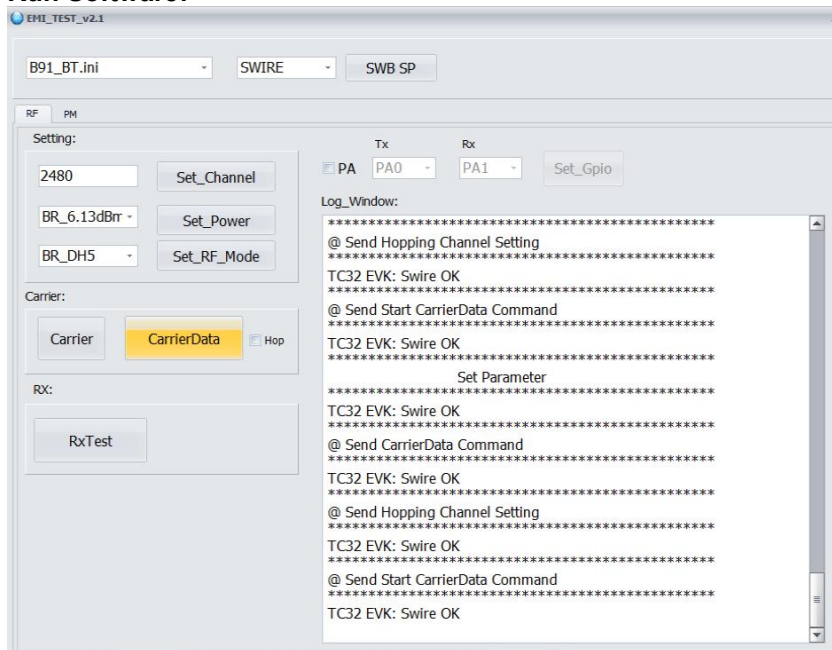 EMI_TEST_v2.1
B91_BT.ini SWIRE SWB SP
RF PM
Setting:
2480 Set_Channel
BR_6.13dBm Set_Power
BR_DH5 Set_RF_Mode
Carrier:
Carrier CarrierData Hop
RX:
RxTest
Tx Rx
PA PA0 PA1 Set_Gpio
Log_Window:
************************************************
@ Send Hopping Channel Setting
************************************************
TC32 EVK: Swire OK
************************************************
@ Send Start CarrierData Command
************************************************
TC32 EVK: Swire OK
************************************************
Set Parameter
************************************************
TC32 EVK: Swire OK
************************************************
@ Send CarrierData Command
************************************************
TC32 EVK: Swire OK
************************************************
@ Send Hopping Channel Setting
************************************************
TC32 EVK: Swire OK
************************************************
@ Send Start CarrierData Command
************************************************
TC32 EVK: Swire OK